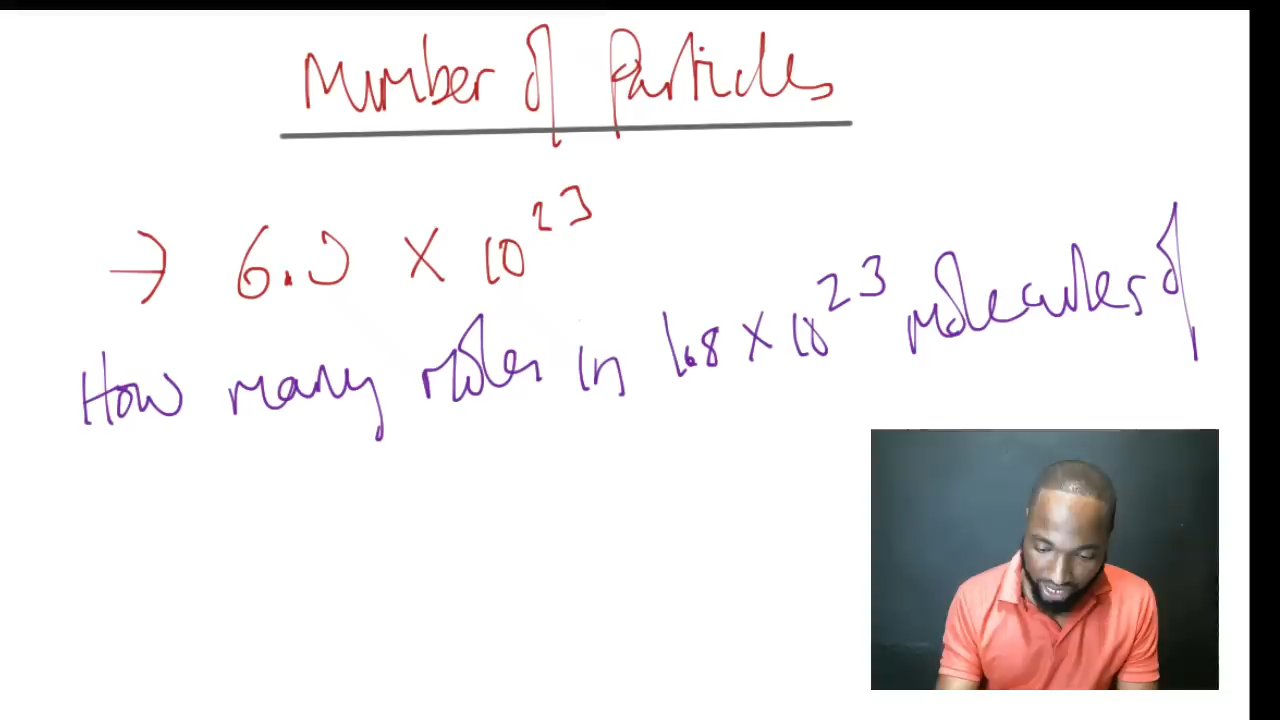 Number of Particles
→ 6.0 × 10²³
How many moles in 1.8 × 10²³ molecules of